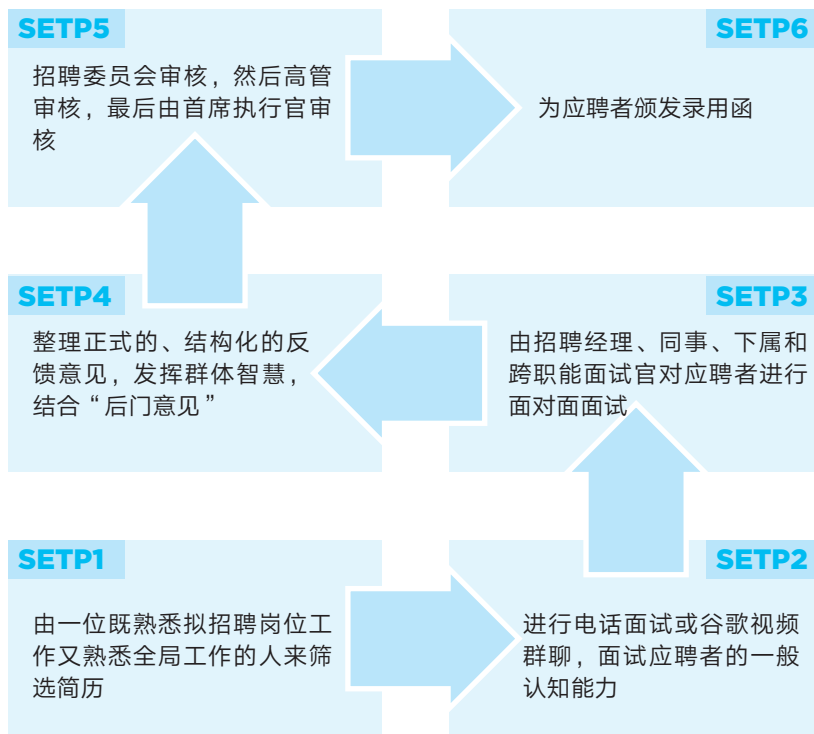 SETP5
招聘委员会审核，然后高管
审核，最后由首席执行官审
核
SETP6
为应聘者颁发录用函
SETP4
整理正式的、结构化的反
馈意见，发挥群体智慧，
结合“后门意见”
SETP3
由招聘经理、同事、下属和
跨职能面试官对应聘者进行
面对面面试
SETP1
由一位既熟悉拟招聘岗位工
作又熟悉全局工作的人来筛
选简历
SETP2
进行电话面试或谷歌视频
群聊，面试应聘者的一般
认知能力